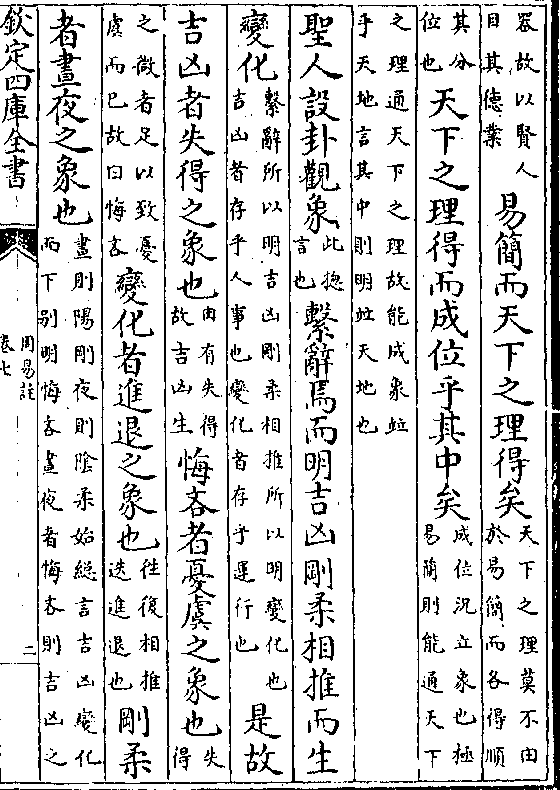 器故以賢人
目其德業
易簡而天下之理得矣
天下之理莫不由
於易簡而各得順
其分
位也
天下之理得而成位乎其中矣
成位況立象也極
易簡則能通天下
之理通天下之理故能成象竝
乎天地言其中則明竝天地也
聖人設卦觀象
此揔
言也
繫辭焉而明吉凶剛柔相推而生
變化
繫辭所以明吉凶剛柔相推所以明變化也
吉凶者存乎人事也變化者存乎運行也
是故
吉凶者失得之象也
由有失得
故吉凶生
悔吝者憂虞之象也
失
得
之微者足以致憂
虞而已故曰悔吝
變化者進退之象也
往復相推
迭進退也
剛柔
者晝夜之象也
晝則陽剛夜則陰柔始緫言吉凶變化
而下别明悔吝晝夜者悔吝則吉凶之
欽定四庫全書
周易註
卷七
二